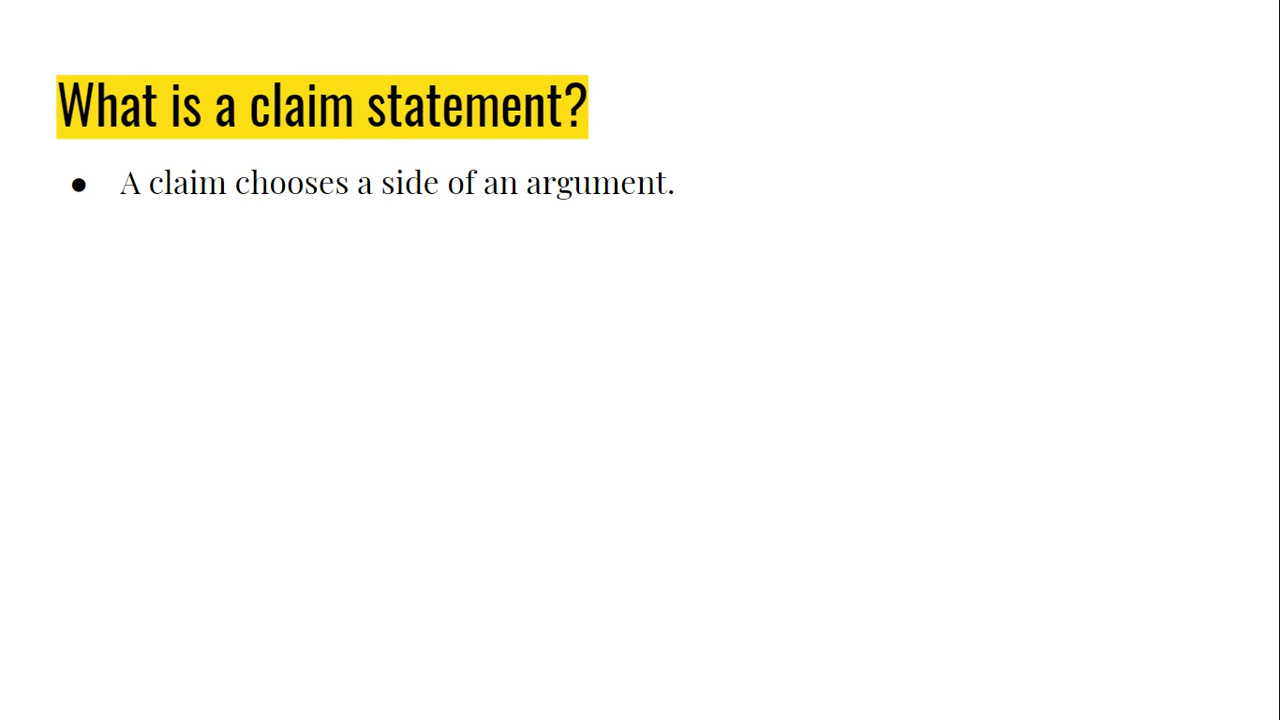 What is a claim statement?
● A claim chooses a side of an argument.